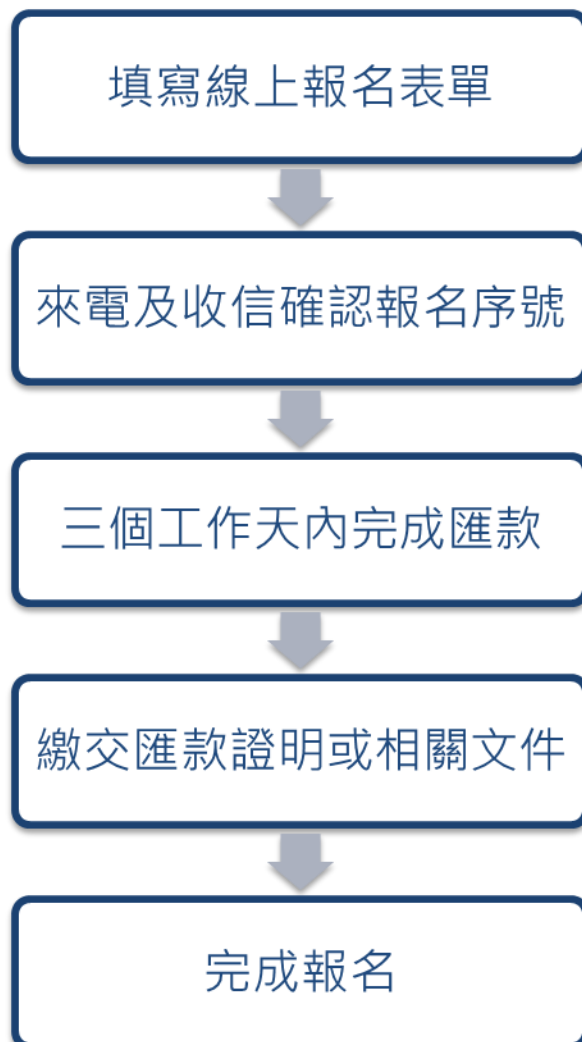 填寫線上報名表單
來電及收信確認報名序號
三個工作天內完成匯款
繳交匯款證明或相關文件
完成報名